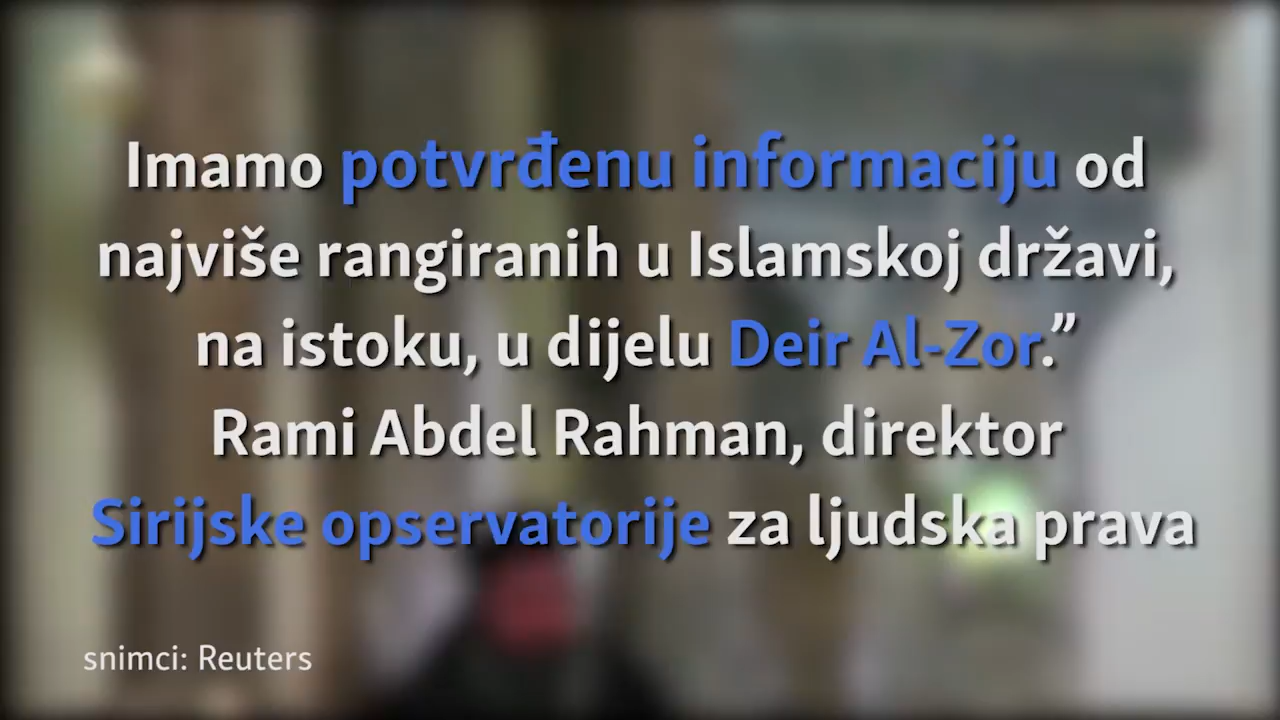 Imamo potvrđenu informaciju od
najviše rangiranih u Islamskoj državi,
na istoku, u dijelu Deir Al-Zor.”
Rami Abdel Rahman, direktor
Sirijske opservatorije za ljudska prava
snimci: Reuters